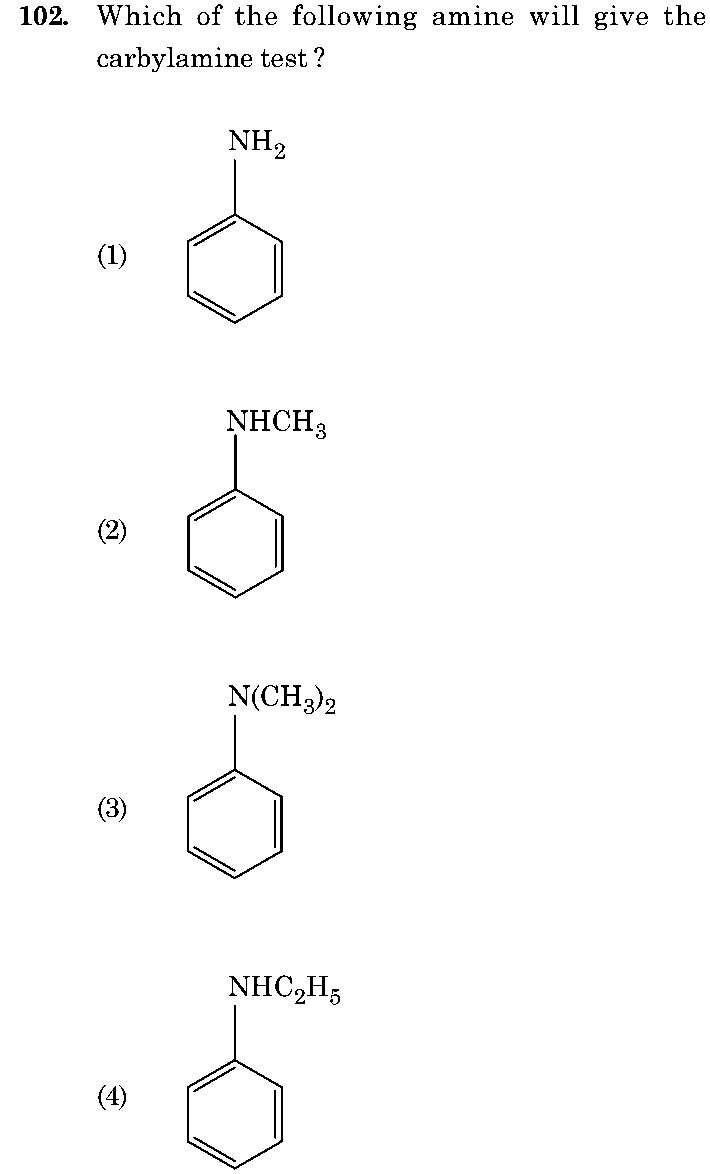 102. Which of the following amine will give the
carbylamine test ?
NH₂
(1)
NHCH₃
(2)
N(CH₃)₂
(3)
NHC₂H₅
(4)